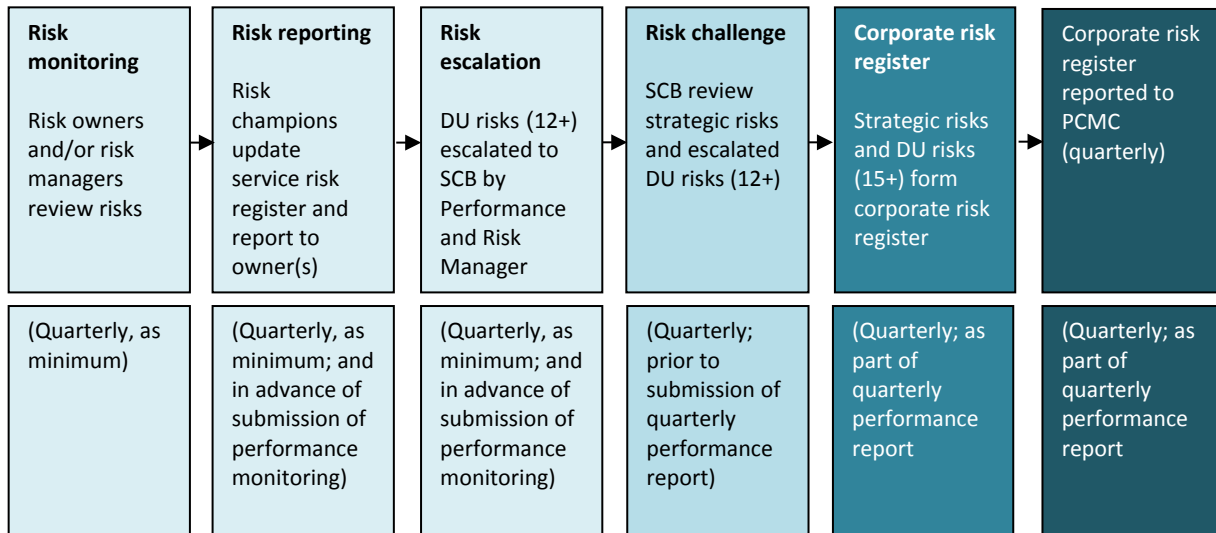 Risk
monitoring
Risk owners
and/or risk
managers
review risks
Risk reporting
Risk
champions
update
service risk
register and
report to
owner(s)
Risk
escalation
DU risks (12+)
escalated to
SCB by
Performance
and Risk
Manager
Risk challenge
SCB review
strategic risks
and escalated
DU risks (12+)
Corporate risk
register
Strategic risks
and DU risks
(15+) form
corporate risk
register
Corporate risk
register
reported to
PCMC
(quarterly)
(Quarterly, as
minimum)
(Quarterly, as
minimum; and
in advance of
submission of
performance
monitoring)
(Quarterly, as
minimum; and
in advance of
submission of
performance
monitoring)
(Quarterly;
prior to
submission of
quarterly
performance
report)
(Quarterly; as
part of
quarterly
performance
report
(Quarterly; as
part of
quarterly
performance
report